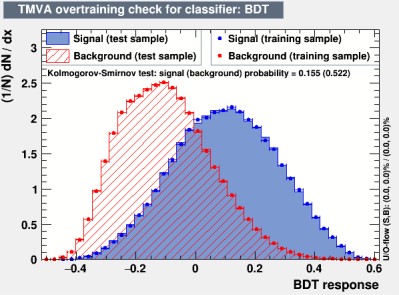 TMVA overtraining check for classifier: BDT
(1/N) dN / dx
Signal (test sample)
Background (test sample)
Signal (training sample)
Background (training sample)
Kolmogorov-Smirnov test: signal (background) probability = 0.155 (0.522)
3
2.5
2
1.5
1
0.5
0
−0.4 −0.2 0 0.2 0.4 0.6
BDT response
U/O-flow (S,B): (0.0, 0.0)% / (0.0, 0.0)%